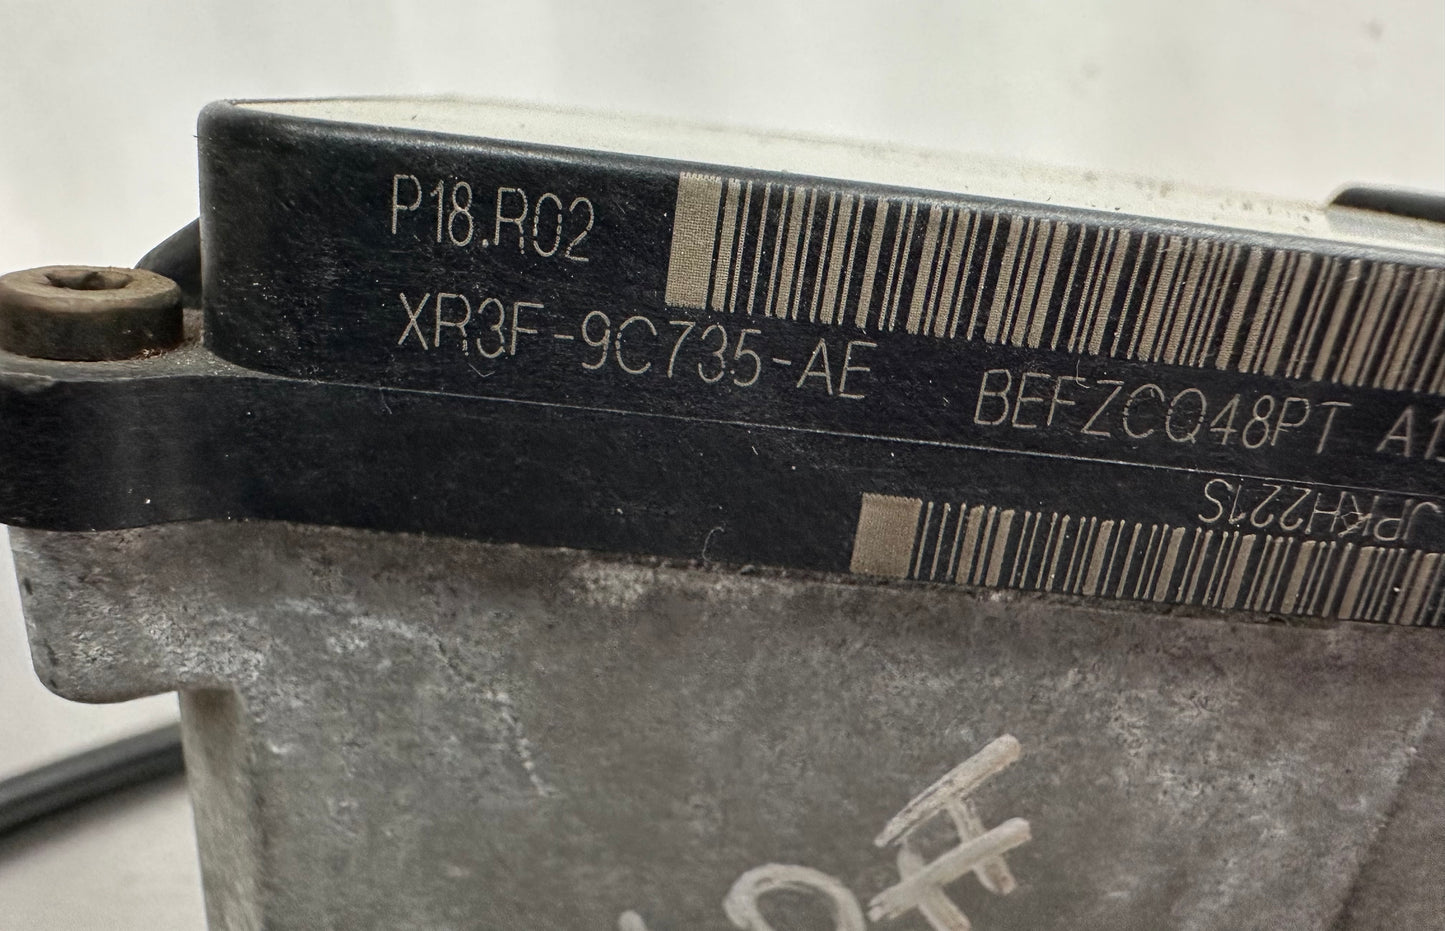 P18.R02
XR3F-9C735-AE
BEFZCQ48PT A1
JPKH221S